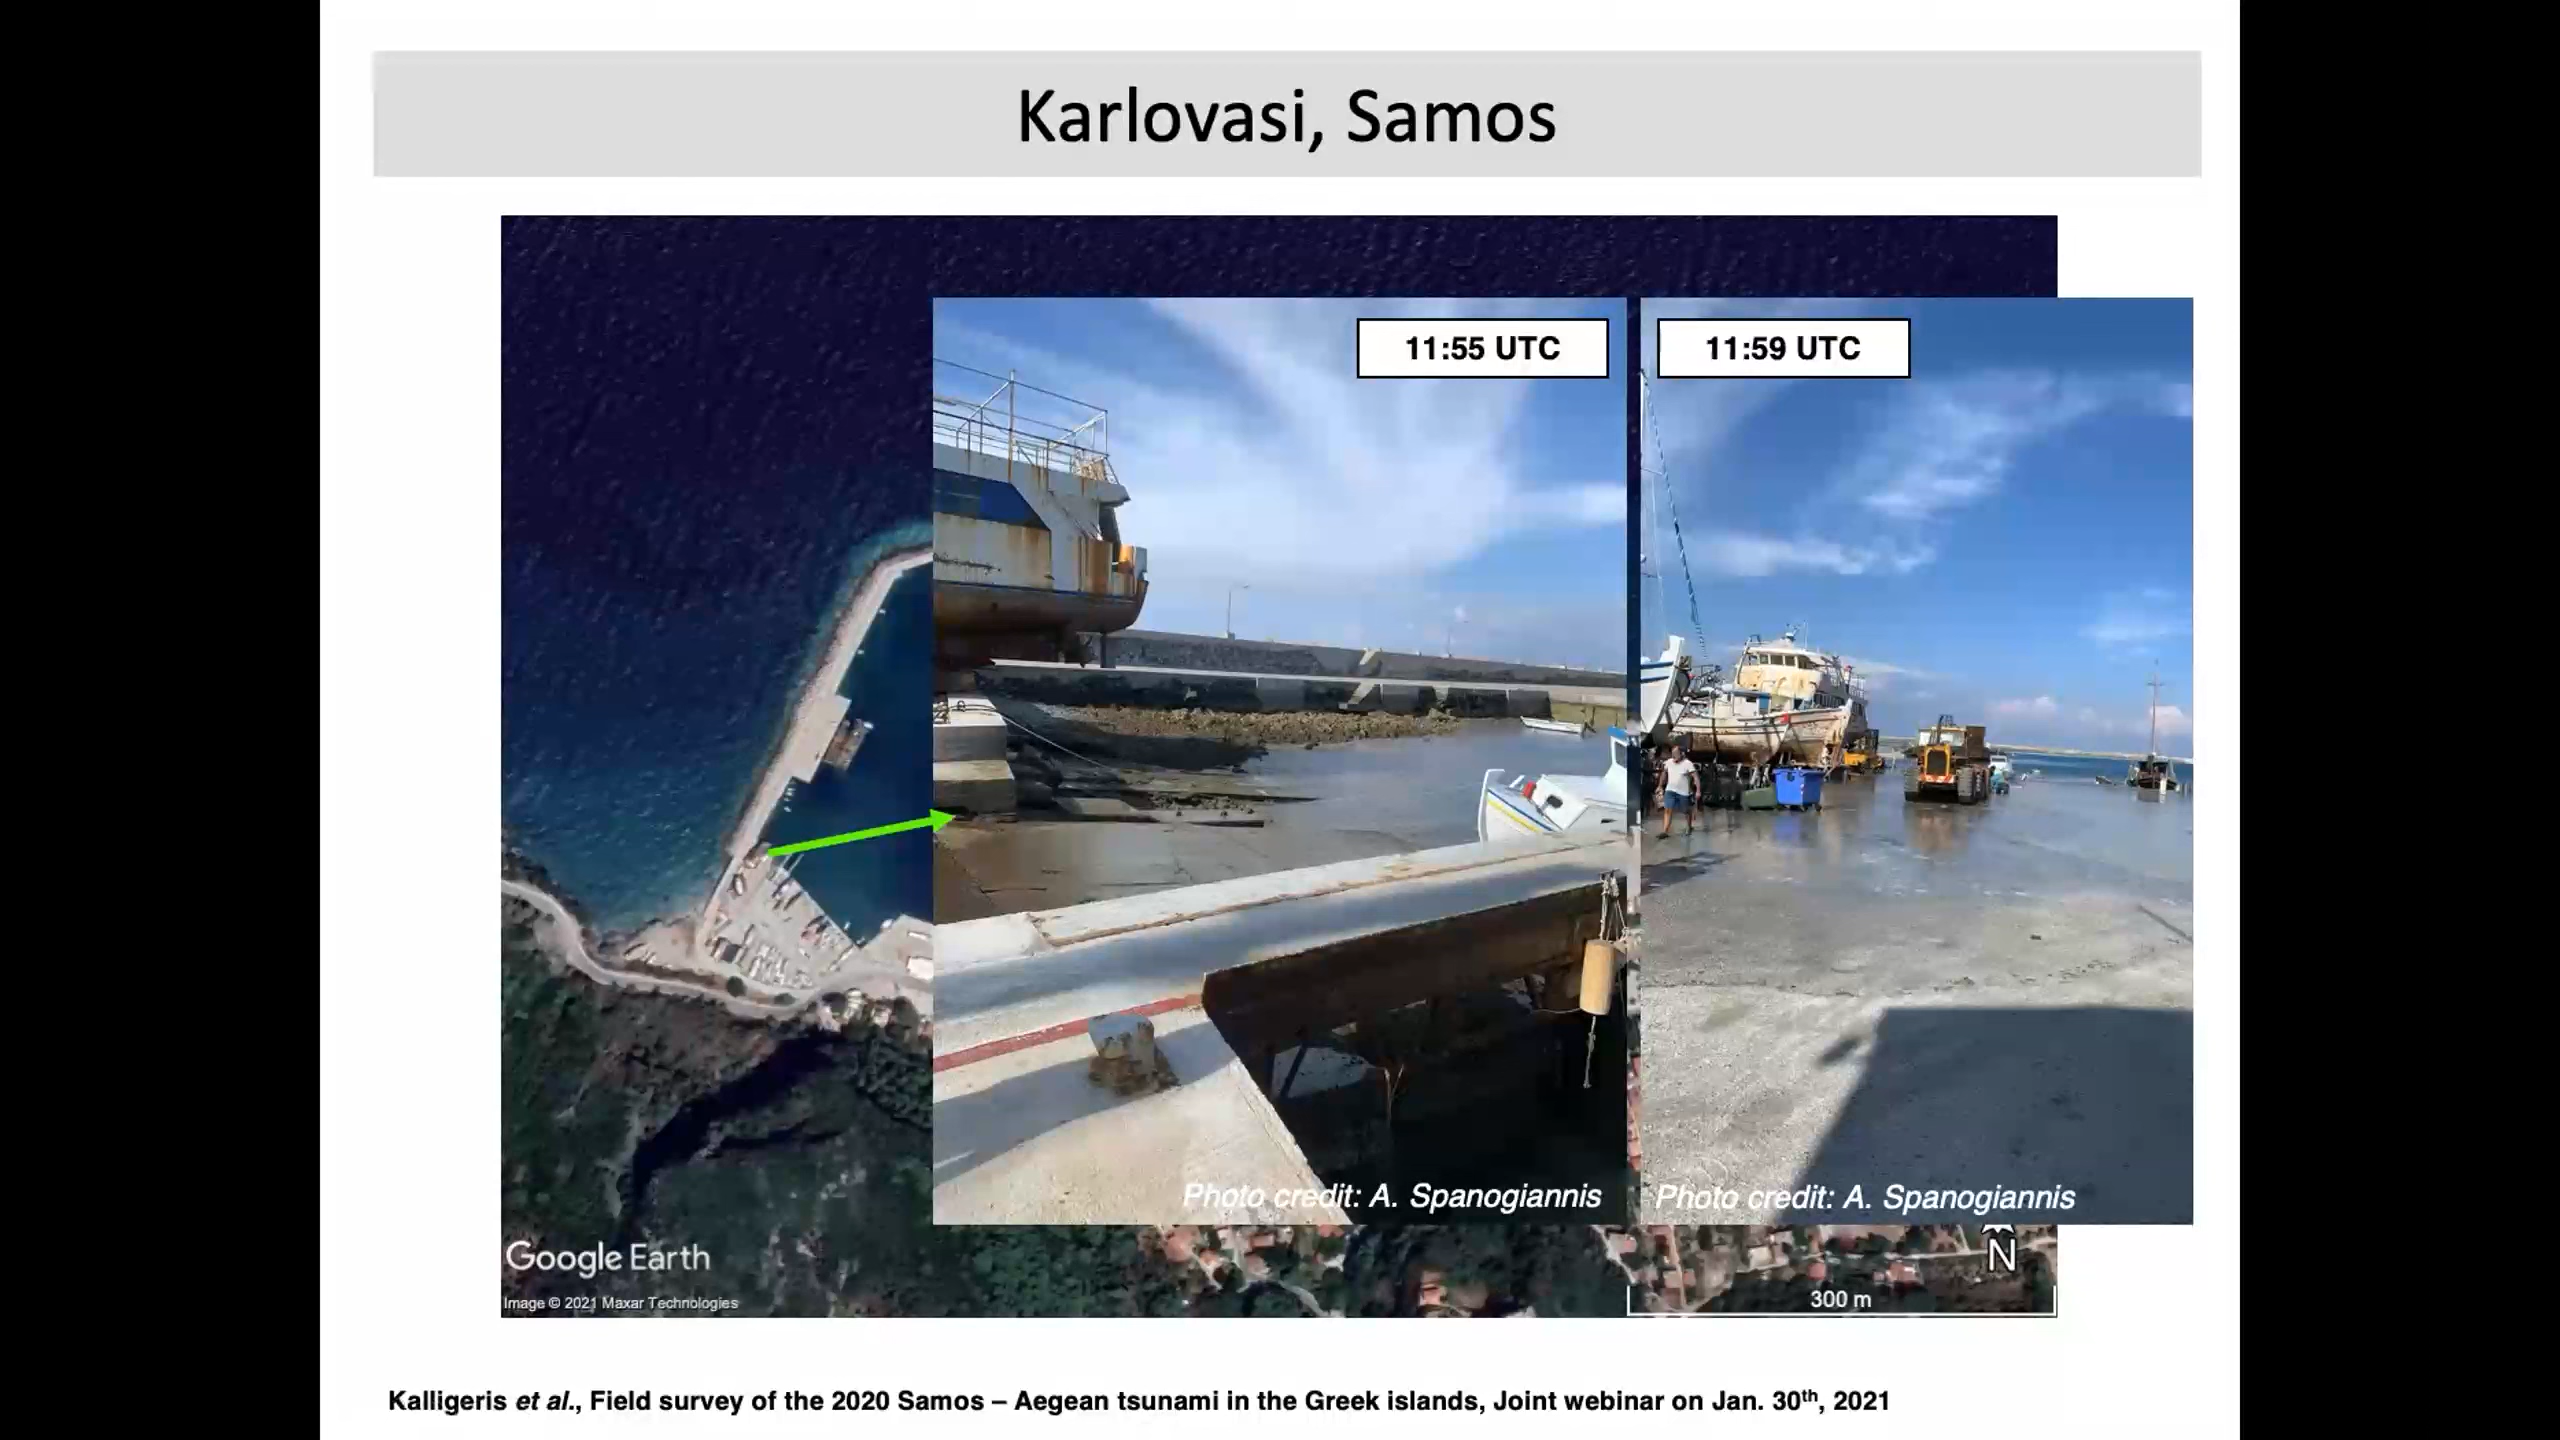 Karlovasi, Samos
11:55 UTC
11:59 UTC
Photo credit: A. Spanogiannis
Photo credit: A. Spanogiannis
Google Earth
Image © 2021 Maxar Technologies
N
300 m
Kalligeris et al., Field survey of the 2020 Samos – Aegean tsunami in the Greek islands, Joint webinar on Jan. 30th, 2021